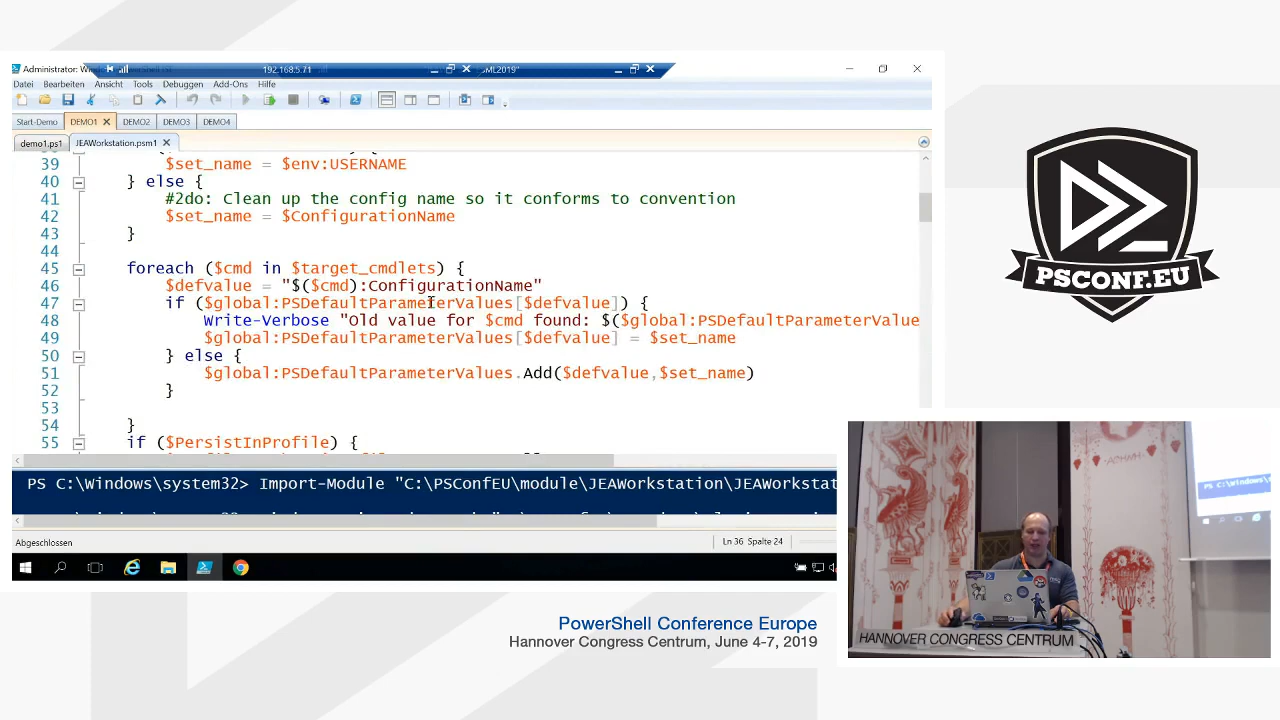 Administrator: Win
192.168.5.71
ML2019"
Datei Bearbeiten Ansicht Tools Debuggen Add-Ons Hilfe
Start-Demo DEMO1 DEMO2 DEMO3 DEMO4
demo1.ps1 JEAWorkstation.psm1
39 $set_name = $env:USERNAME
40 } else {
41 #2do: Clean up the config name so it conforms to convention
42 $set_name = $ConfigurationName
43 }
44
45 foreach ($cmd in $target_cmdlets) {
46 $defvalue = "$($cmd):ConfigurationName"
47 if ($global:PSDefaultParameterValues[$defvalue]) {
48 Write-Verbose "Old value for $cmd found: $($global:PSDefaultParameterValue
49 $global:PSDefaultParameterValues[$defvalue] = $set_name
50 } else {
51 $global:PSDefaultParameterValues.Add($defvalue,$set_name)
52 }
53
54 }
55 if ($PersistInProfile) {
PS C:\Windows\system32> Import-Module "C:\PSConfEU\module\JEAWorkstation\JEAWorksta
Abgeschlossen
Ln 36 Spalte 24
PSCONF.EU
HANNOVER CONGRESS CENTRUM
PowerShell Conference Europe
Hannover Congress Centrum, June 4-7, 2019